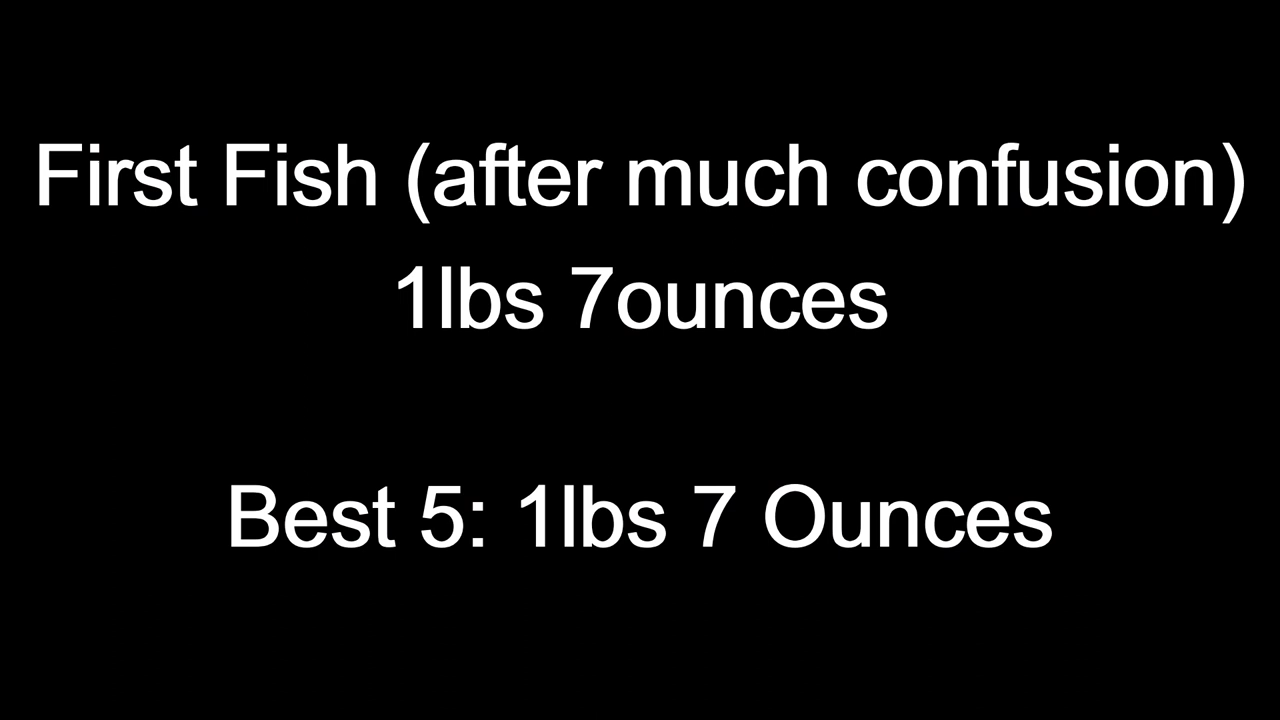 First Fish (after much confusion)
1lbs 7ounces
Best 5: 1lbs 7 Ounces